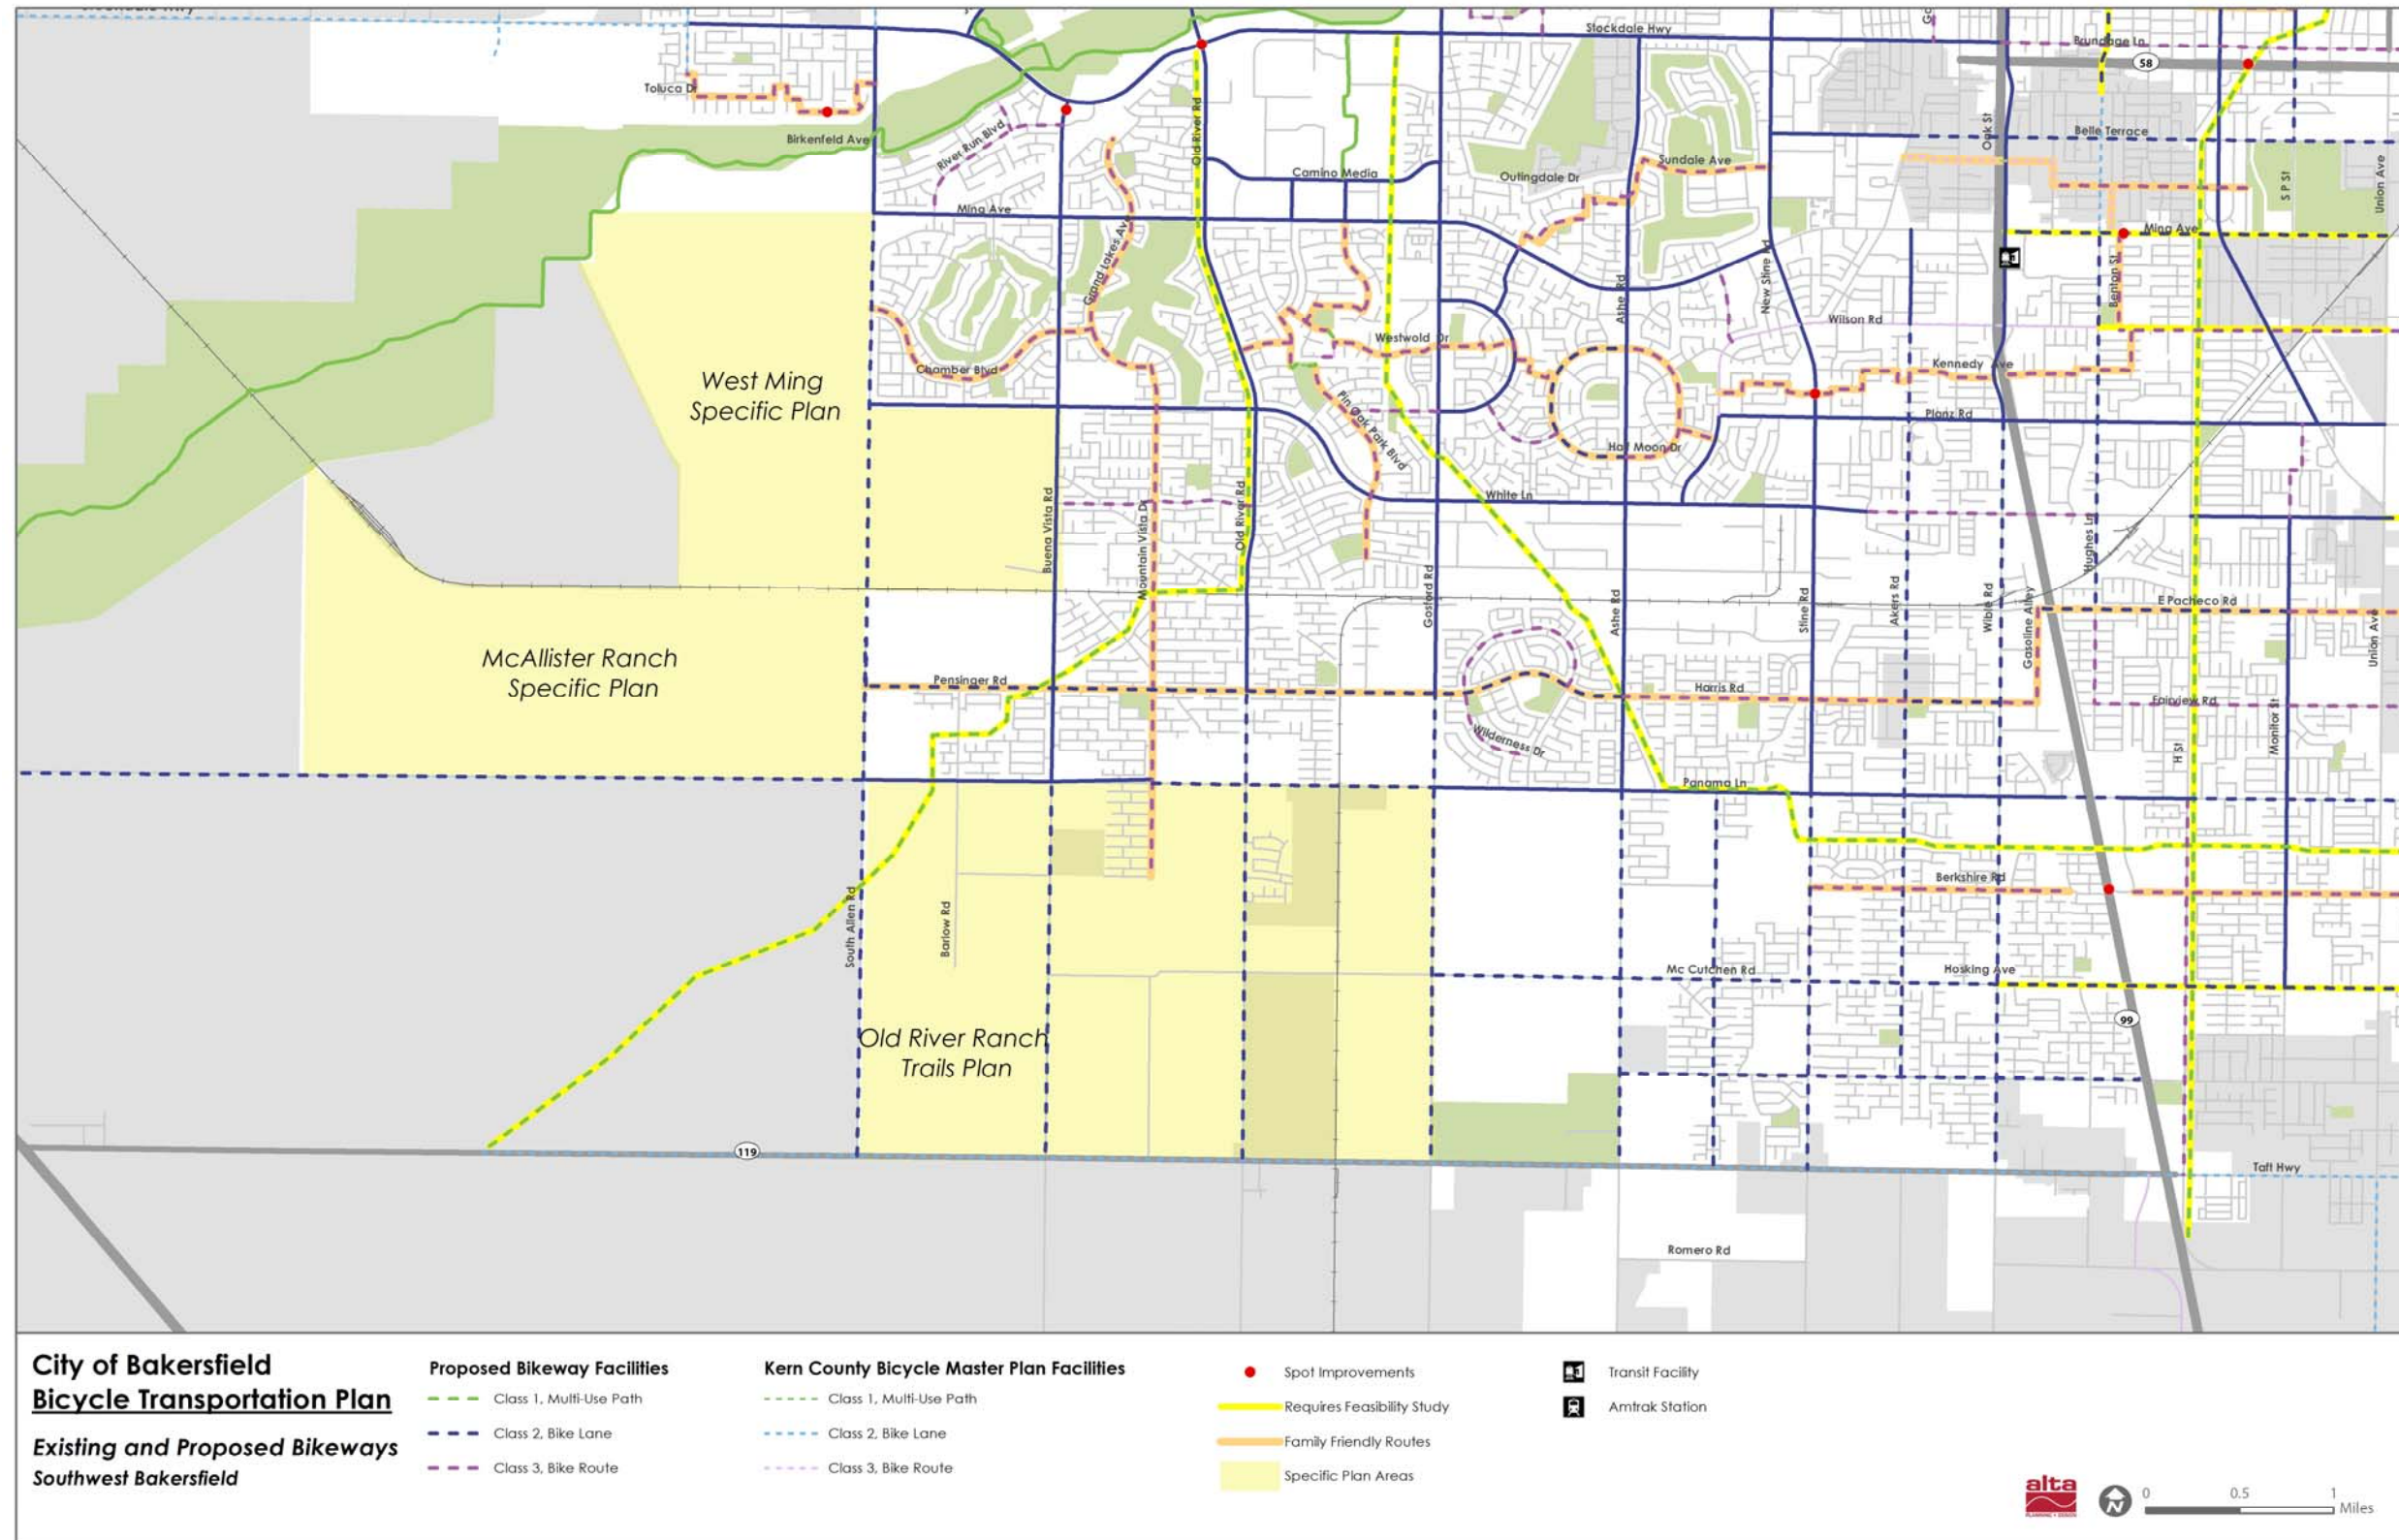 Stockdale Hwy
Brundage Ln
58
Toluca Dr
Birkenfeld Ave
River Run Blvd
Old River Rd
Camino Media
Outingdale Dr
Sundale Ave
Oak St
Belle Terrace
S P St
Union Ave
Ming Ave
Grand Lakes Ave
Ming Ave
Benton St
Ashe Rd
New Stine Rd
Wilson Rd
Westwold Dr
Chamber Blvd
Kennedy Ave
West Ming
Specific Plan
Pin Oak Park Blvd
Planz Rd
Half Moon Dr
White Ln
Buena Vista Rd
Mountain Vista Dr
Old River Rd
Gosford Rd
Ashe Rd
Stine Rd
Akers Rd
Wible Rd
Gasoline Alley
Hughes Ln
E Pacheco Rd
Union Ave
McAllister Ranch
Specific Plan
Pensinger Rd
Harris Rd
Fairview Rd
Wilderness Dr
H St
Monitor St
Panama Ln
South Allen Rd
Barlow Rd
Berkshire Rd
Mc Cutchen Rd
Hosking Ave
99
Old River Ranch
Trails Plan
119
Taft Hwy
Romero Rd
City of Bakersfield
Bicycle Transportation Plan
Existing and Proposed Bikeways
Southwest Bakersfield
Proposed Bikeway Facilities
Class 1, Multi-Use Path
Class 2, Bike Lane
Class 3, Bike Route
Kern County Bicycle Master Plan Facilities
Class 1, Multi-Use Path
Class 2, Bike Lane
Class 3, Bike Route
Spot Improvements
Requires Feasibility Study
Family Friendly Routes
Specific Plan Areas
Transit Facility
Amtrak Station
alta
PLANNING + DESIGN
N
0 0.5 1
Miles